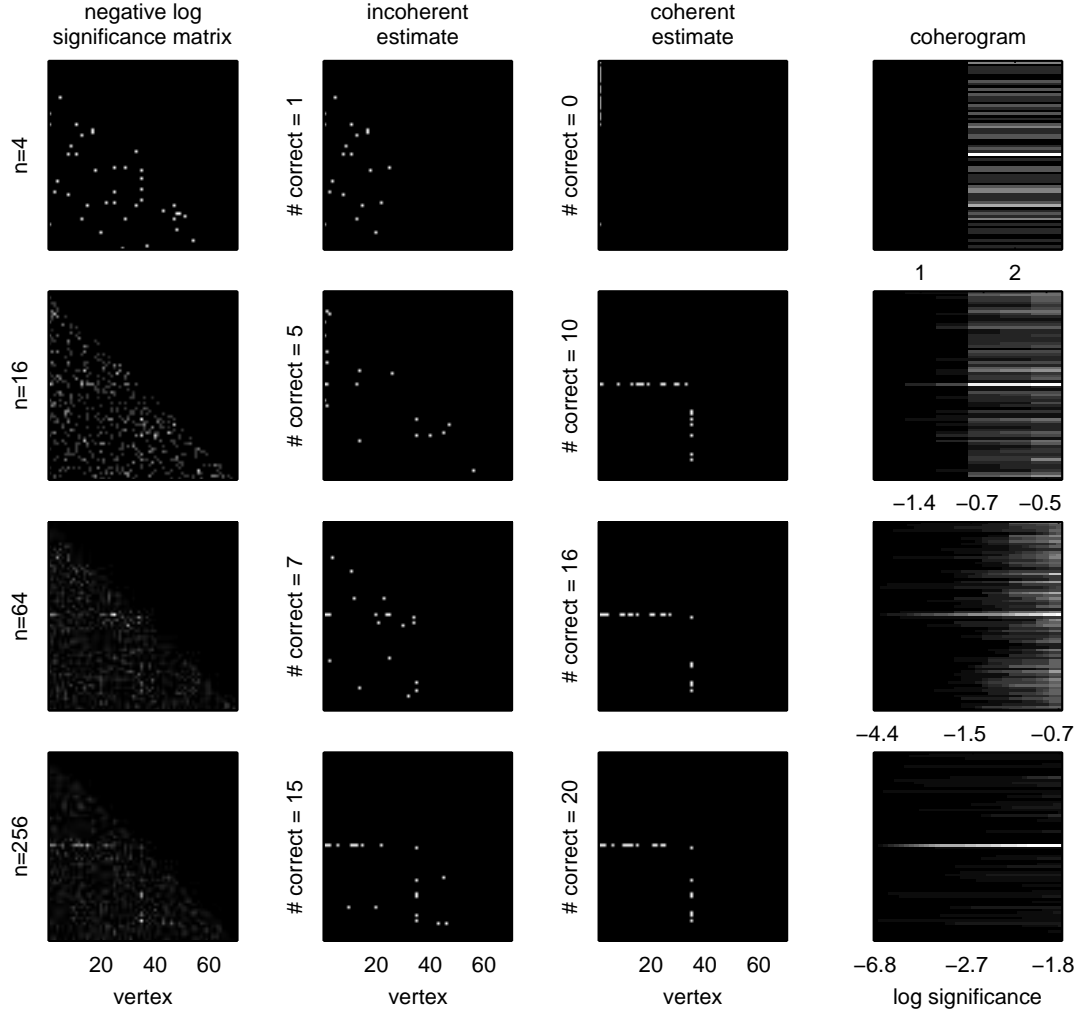 negative log
significance matrix
incoherent
estimate
coherent
estimate
coherogram
n=4
# correct = 1
# correct = 0
1 2
n=16
# correct = 5
# correct = 10
−1.4 −0.7 −0.5
n=64
# correct = 7
# correct = 16
−4.4 −1.5 −0.7
n=256
# correct = 15
# correct = 20
20 40 60
vertex
20 40 60
vertex
20 40 60
vertex
−6.8 −2.7 −1.8
log significance